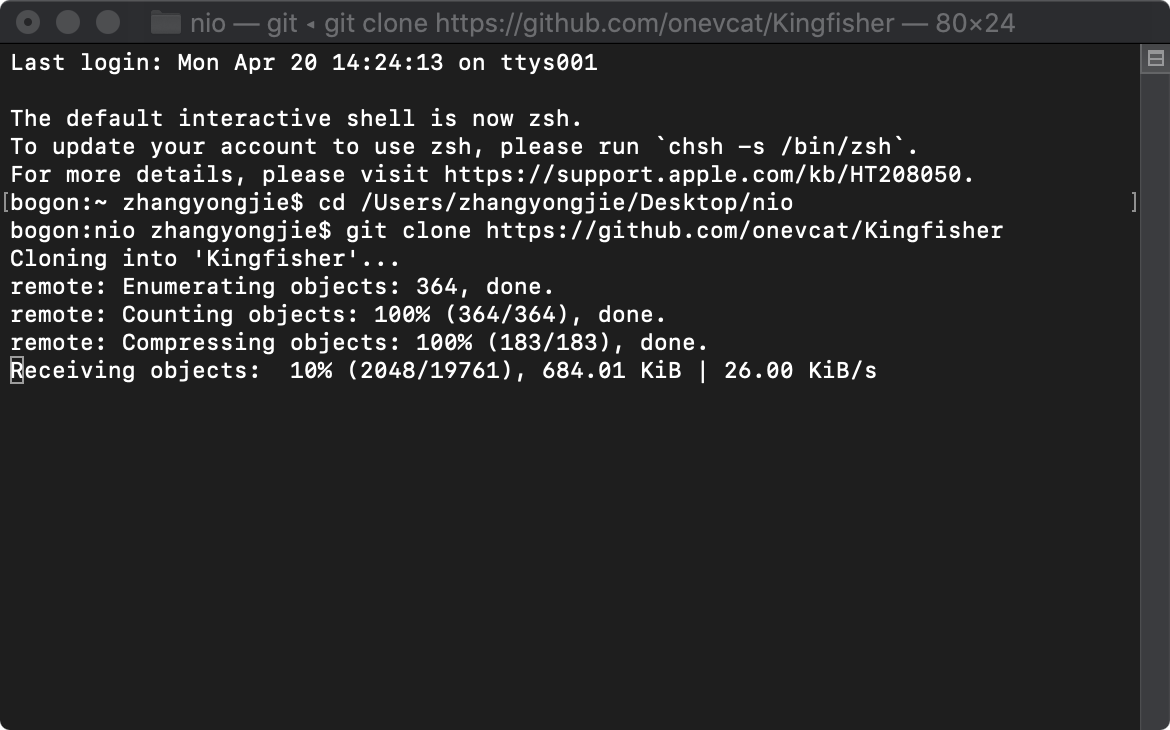 nio — git ◂ git clone https://github.com/onevcat/Kingfisher — 80×24
Last login: Mon Apr 20 14:24:13 on ttys001
The default interactive shell is now zsh.
To update your account to use zsh, please run `chsh -s /bin/zsh`.
For more details, please visit https://support.apple.com/kb/HT208050.
[bogon:~ zhangyongjie$ cd /Users/zhangyongjie/Desktop/nio ]
bogon:nio zhangyongjie$ git clone https://github.com/onevcat/Kingfisher
Cloning into 'Kingfisher'...
remote: Enumerating objects: 364, done.
remote: Counting objects: 100% (364/364), done.
remote: Compressing objects: 100% (183/183), done.
Receiving objects:  10% (2048/19761), 684.01 KiB | 26.00 KiB/s